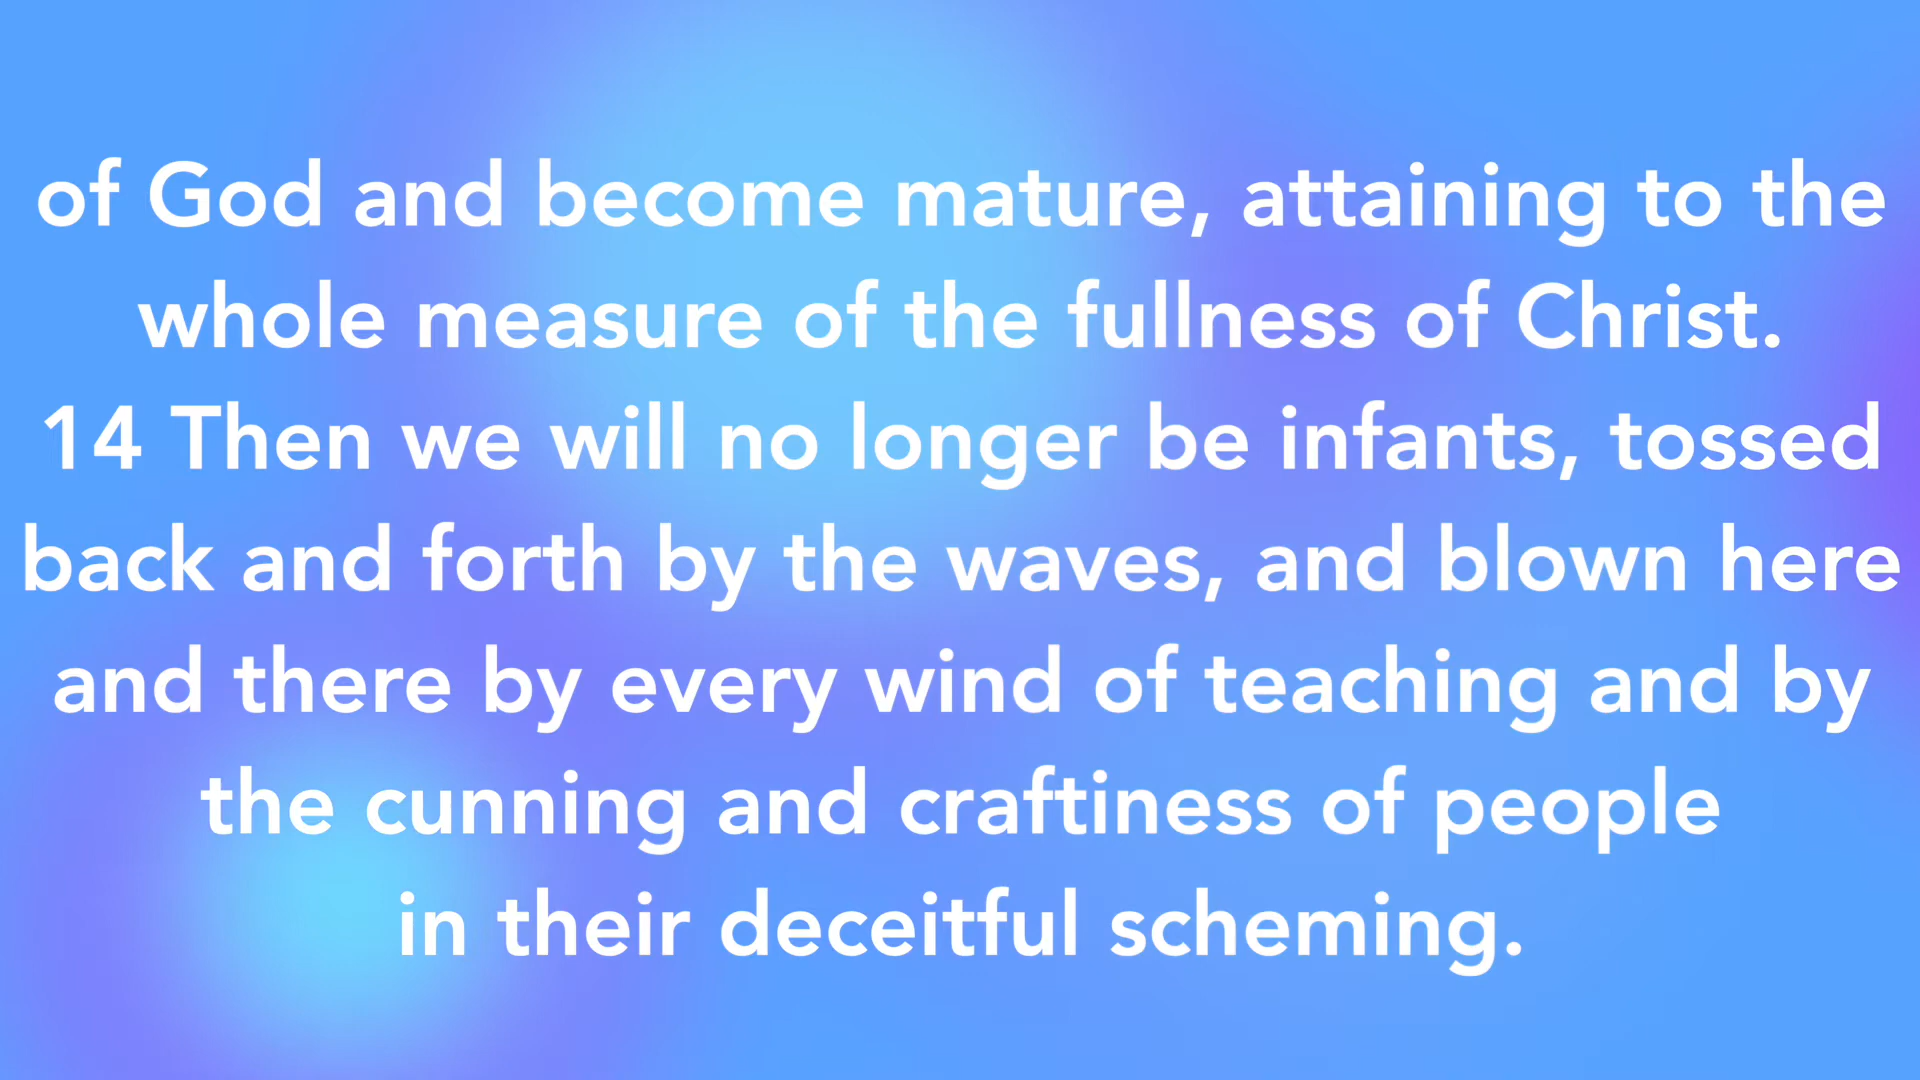 of God and become mature, attaining to the
whole measure of the fullness of Christ.
14 Then we will no longer be infants, tossed
back and forth by the waves, and blown here
and there by every wind of teaching and by
the cunning and craftiness of people
in their deceitful scheming.